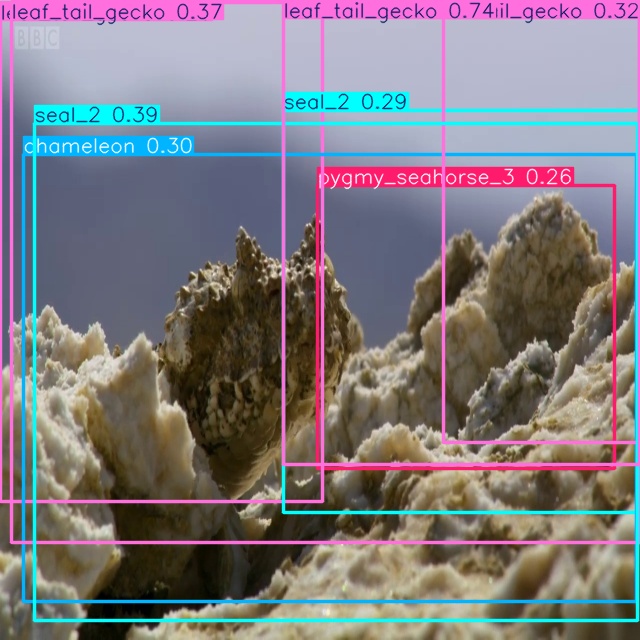 leaf_tail_gecko 0.37
leaf_tail_gecko 0.74
il_gecko 0.32
BBC
seal_2 0.29
seal_2 0.39
chameleon 0.30
pygmy_seahorse_3 0.26